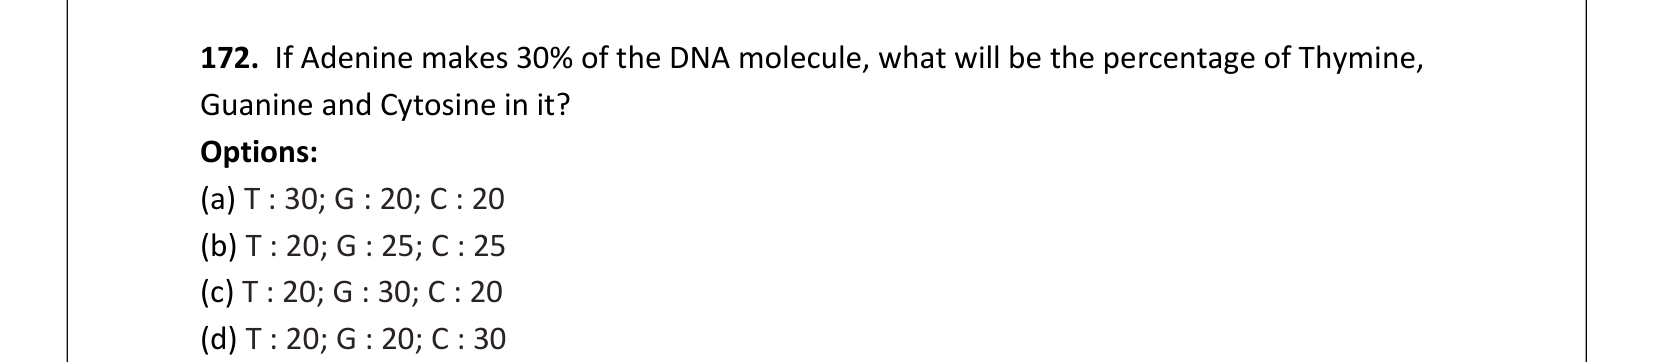 172. If Adenine makes 30% of the DNA molecule, what will be the percentage of Thymine,
Guanine and Cytosine in it?
Options:
(a) T : 30; G : 20; C : 20
(b) T : 20; G : 25; C : 25
(c) T : 20; G : 30; C : 20
(d) T : 20; G : 20; C : 30